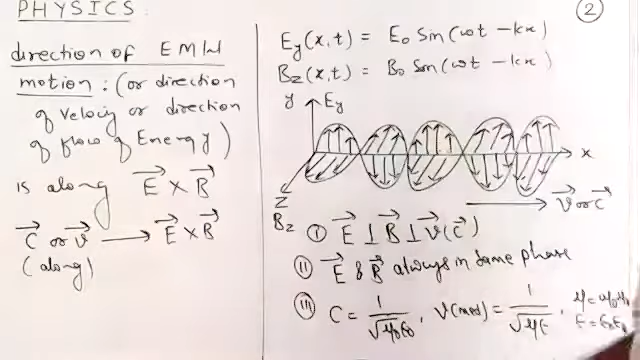 PHYSICS:
direction of EMW
motion: (or direction
of velocity or direction
of flow of Energy)
is along E⃗ × B⃗
C⃗ or v⃗ ⟶ E⃗ × B⃗
(along)
②
Ey(x,t) = E₀ Sin(ωt − kx)
Bz(x,t) = B₀ Sin(ωt − kx)
y
Ey
x
Z
Bz
V⃗ or C⃗
Ⓘ E⃗ ⊥ B⃗ ⊥ V⃗(C⃗)
Ⓘⓘ E⃗ & B⃗ always in same phase
Ⓘⓘⓘ C = 1/√μ₀ε₀, V(med) = 1/√με, μ = μ₀μr
ε = ε₀εr